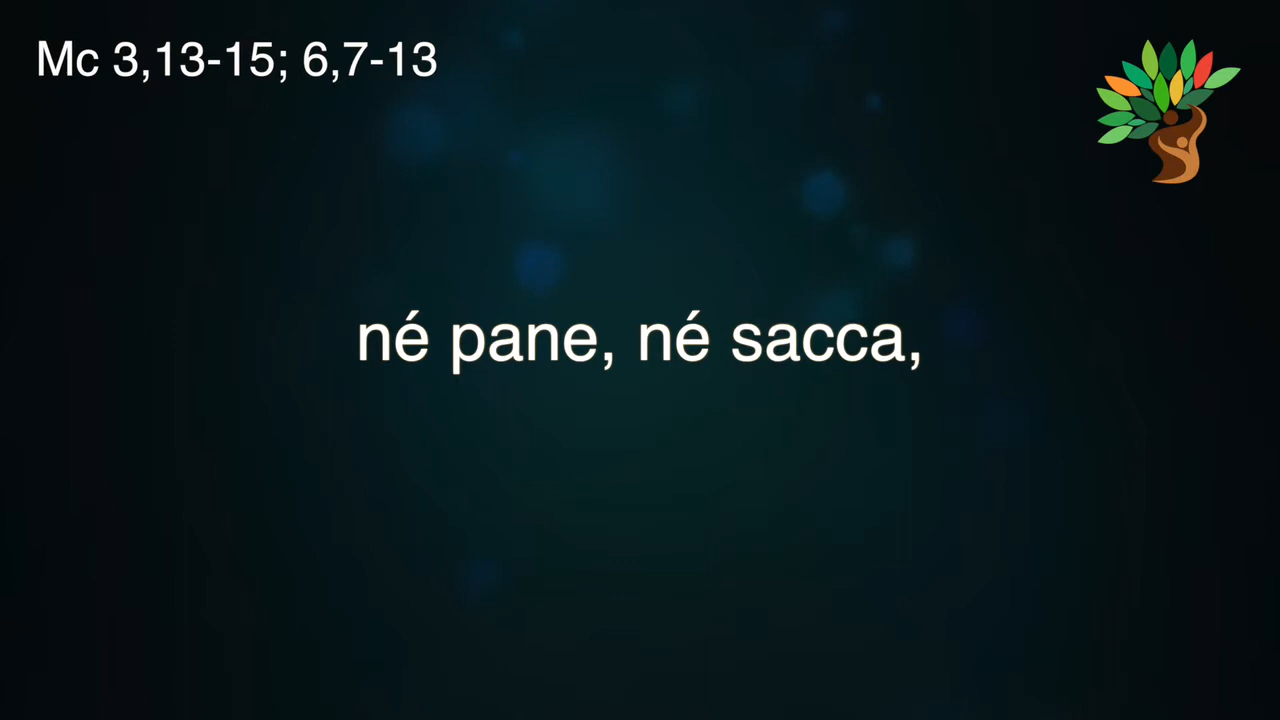 Mc 3,13-15; 6,7-13
né pane, né sacca,